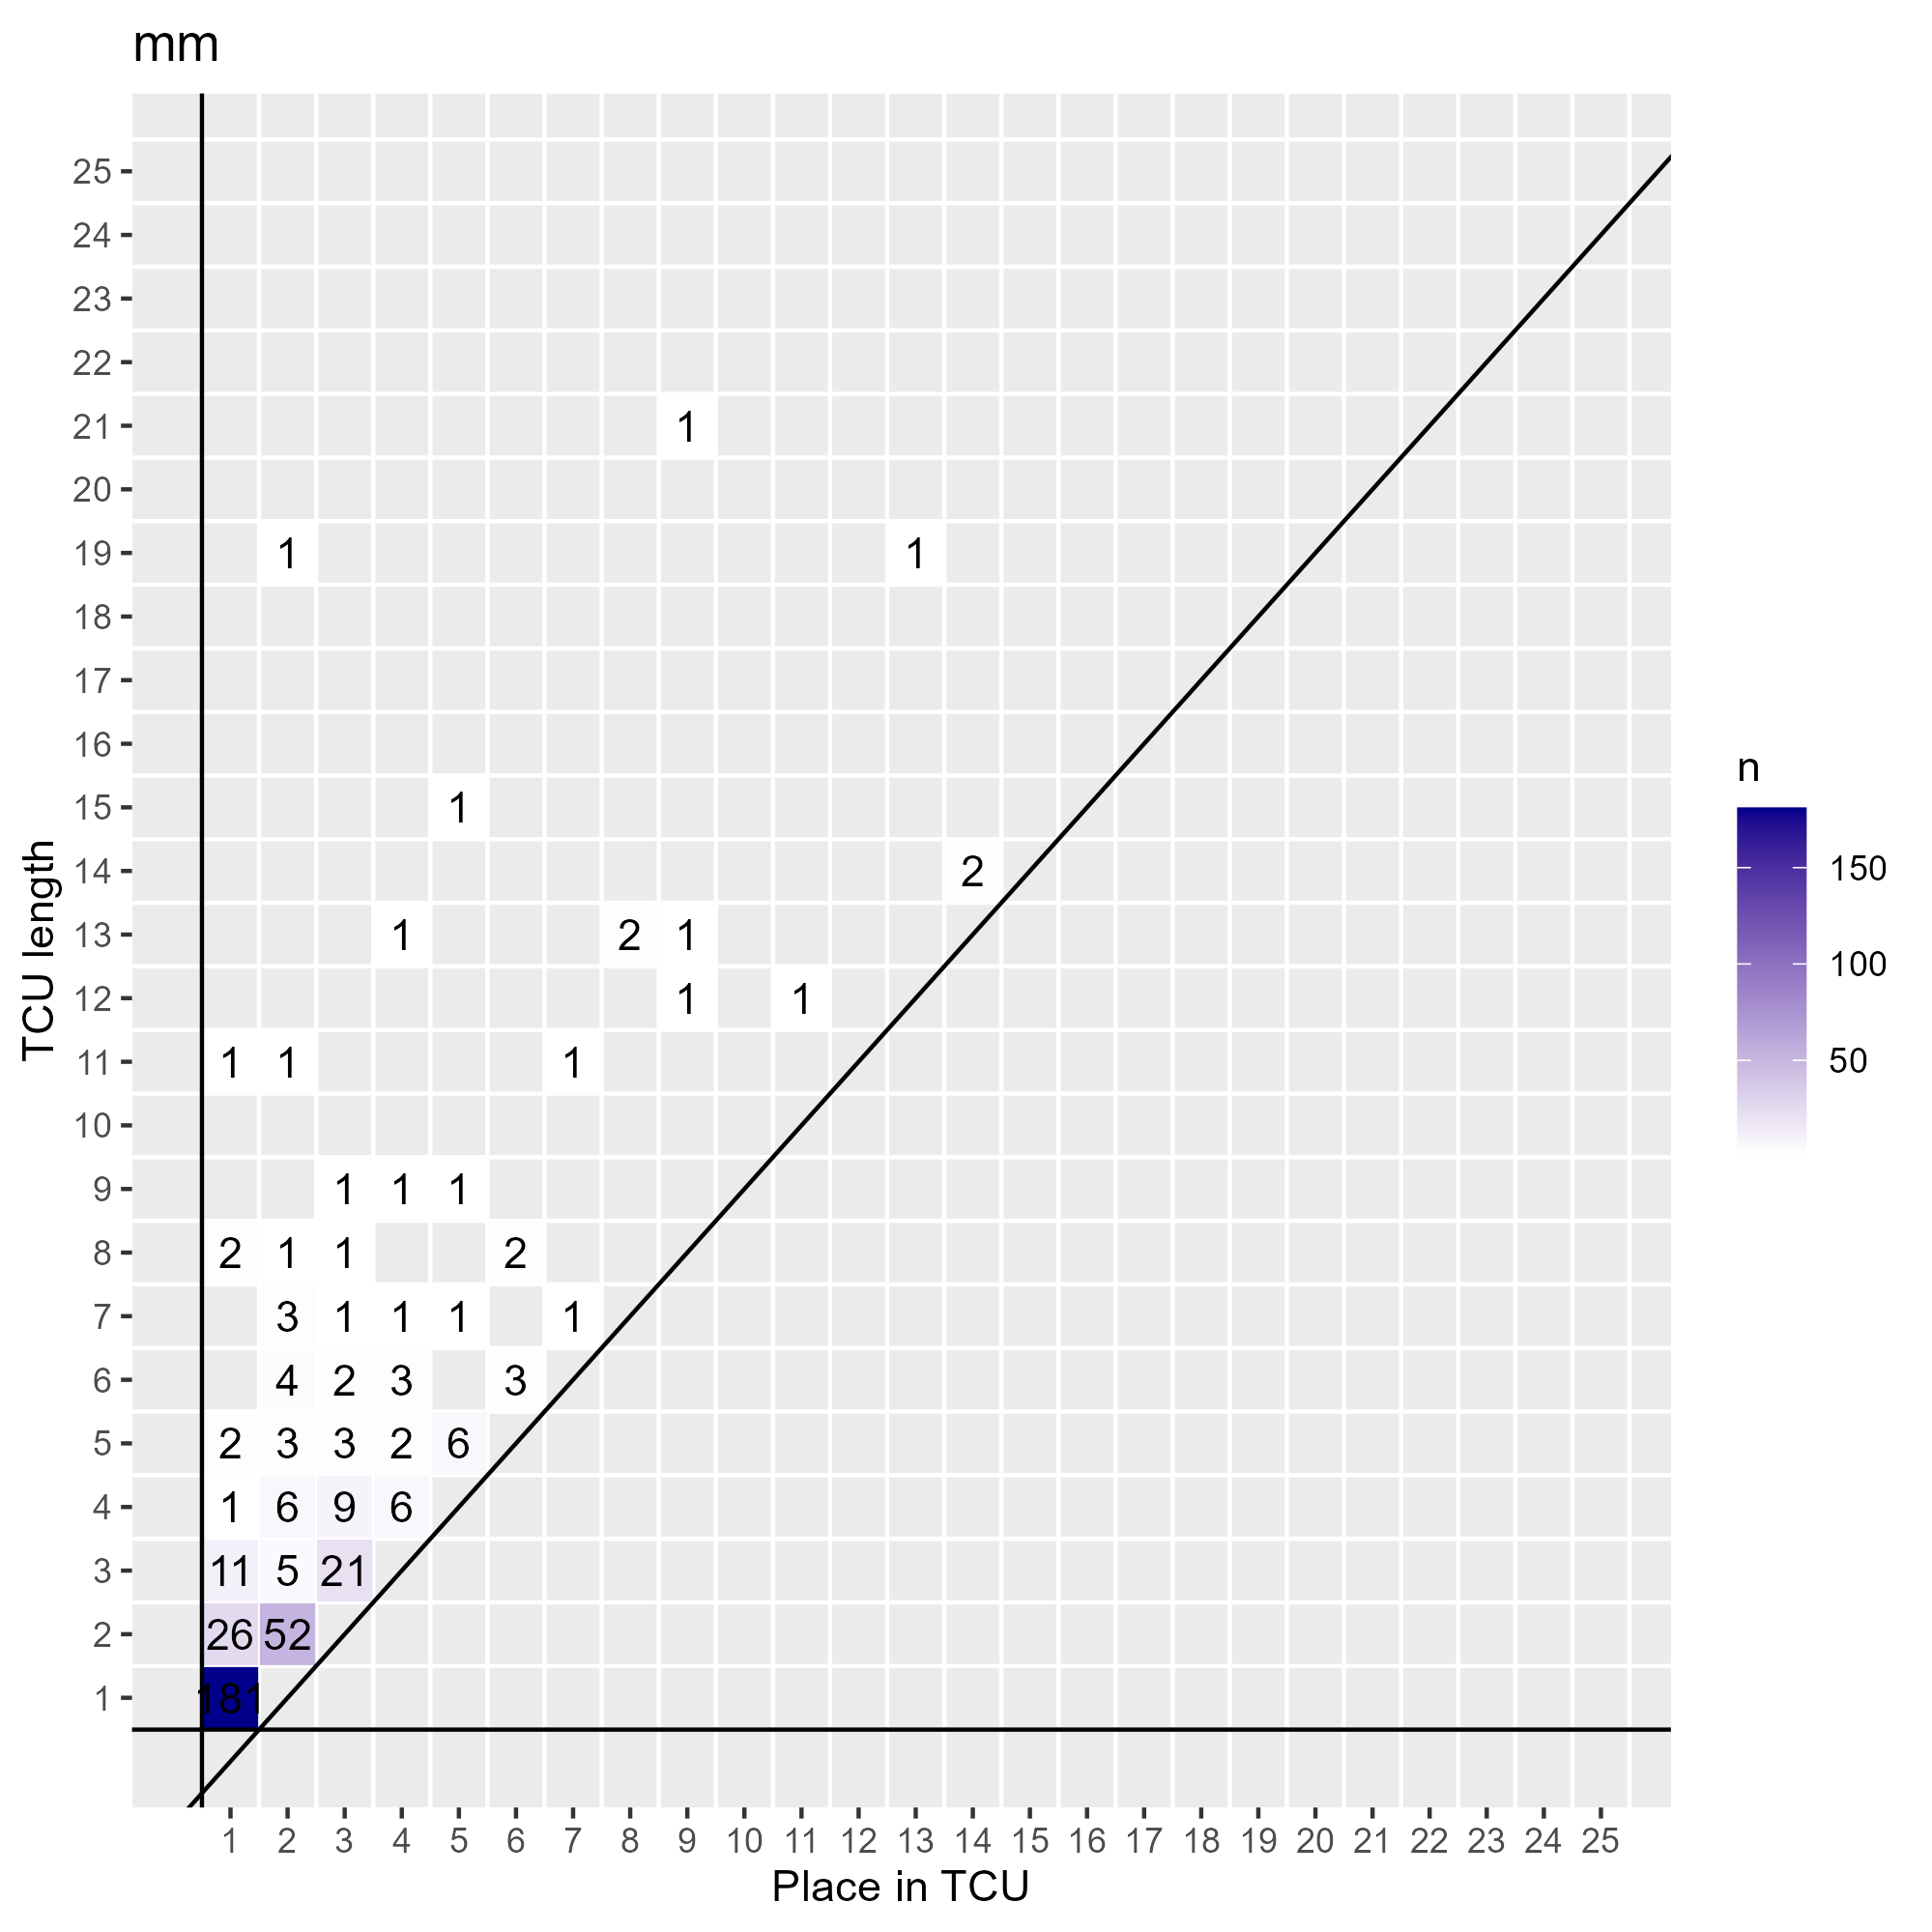 mm
25
24
23
22
21 1
20
19 1 1
18
17
16
15 1
14 2
13 1 2 1
12 1 1
11 1 1 1
10
9 1 1 1
8 2 1 1 2
7 3 1 1 1 1
6 4 2 3 3
5 2 3 3 2 6
4 1 6 9 6
3 11 5 21
2 26 52
1 181
1 2 3 4 5 6 7 8 9 10 11 12 13 14 15 16 17 18 19 20 21 22 23 24 25
Place in TCU
TCU length
n
150
100
50